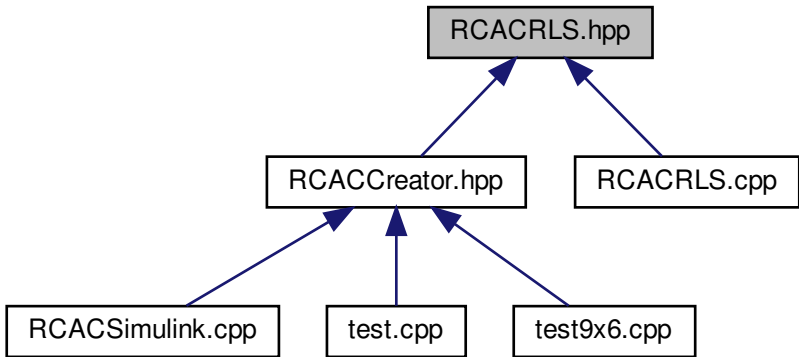 RCACRLS.hpp
RCACCreator.hpp
RCACRLS.cpp
RCACSimulink.cpp
test.cpp
test9x6.cpp